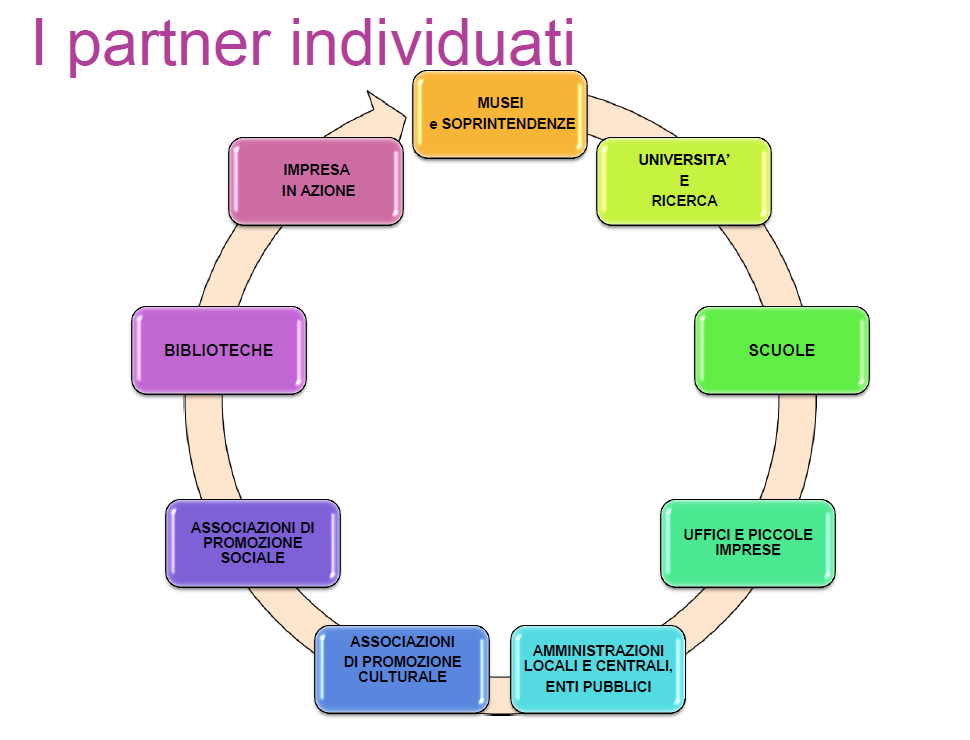 I partner individuati
MUSEI
e SOPRINTENDENZE
UNIVERSITA’
E
RICERCA
SCUOLE
UFFICI E PICCOLE
IMPRESE
AMMINISTRAZIONI
LOCALI E CENTRALI,
ENTI PUBBLICI
ASSOCIAZIONI
DI PROMOZIONE
CULTURALE
ASSOCIAZIONI DI
PROMOZIONE
SOCIALE
BIBLIOTECHE
IMPRESA
IN AZIONE